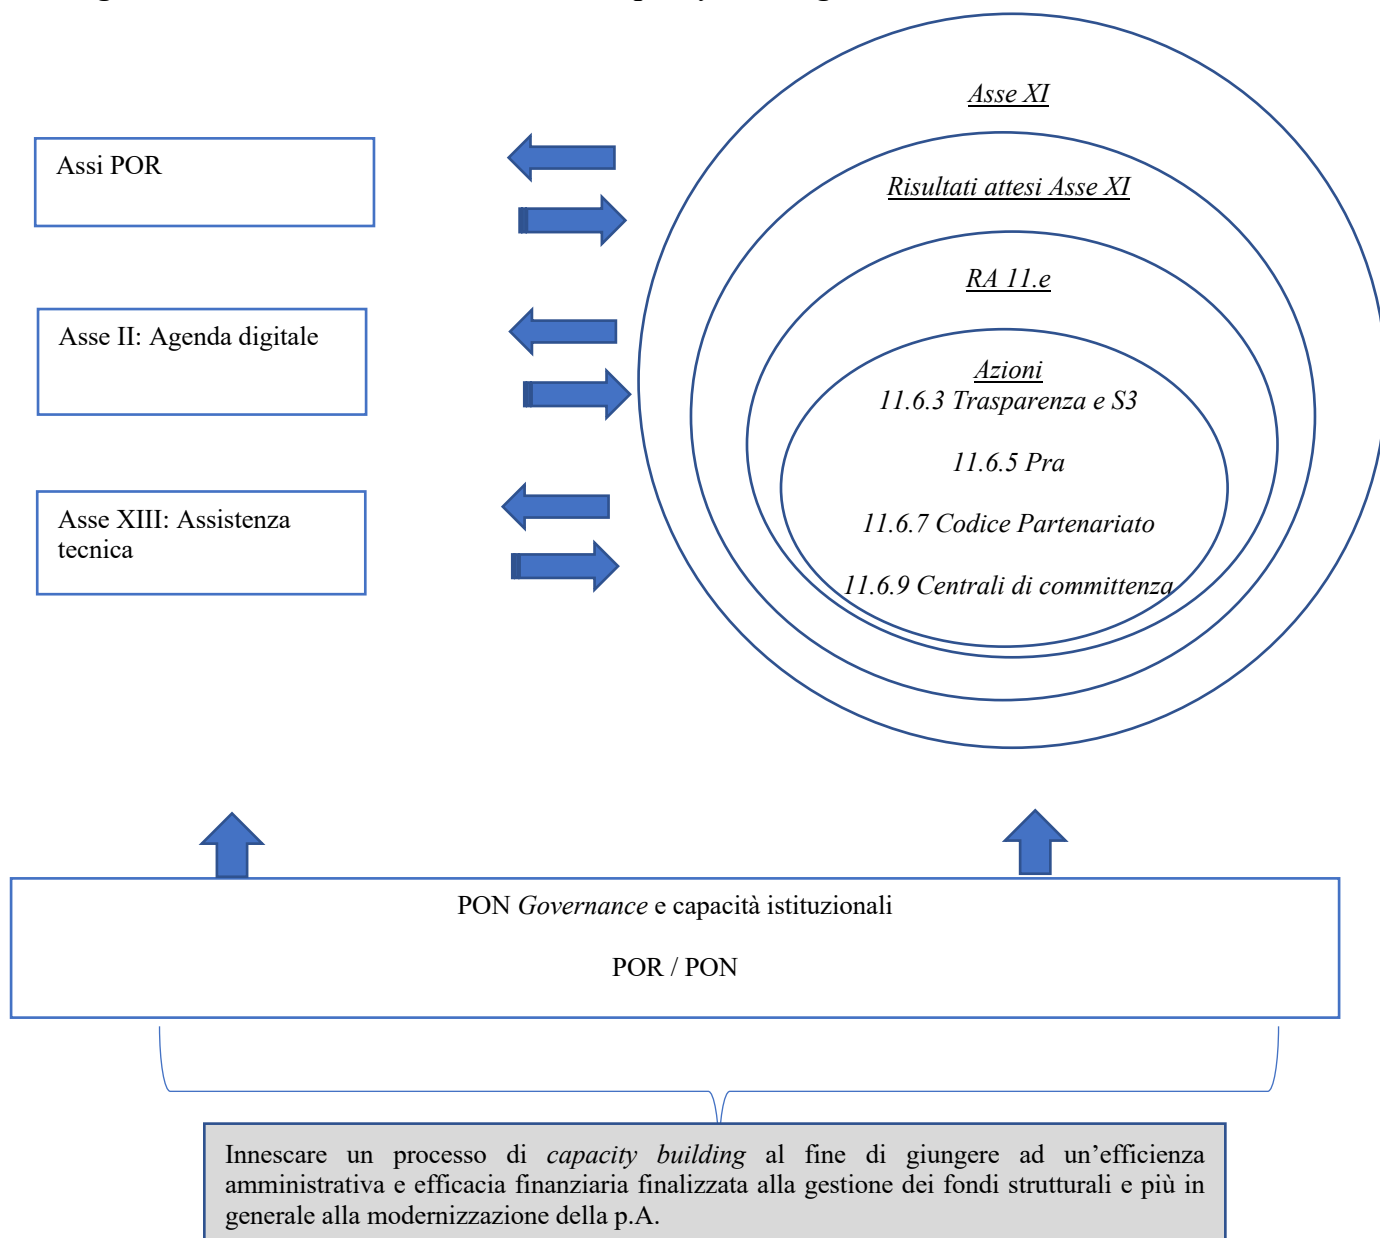 Asse XI
Assi POR
Risultati attesi Asse XI
RA 11.e
Asse II: Agenda digitale
Azioni
11.6.3 Trasparenza e S3
11.6.5 Pra
Asse XIII: Assistenza
tecnica
11.6.7 Codice Partenariato
11.6.9 Centrali di committenza
PON Governance e capacità istituzionali
POR / PON
Innescare un processo di capacity building al fine di giungere ad un’efficienza
amministrativa e efficacia finanziaria finalizzata alla gestione dei fondi strutturali e più in
generale alla modernizzazione della p.A.